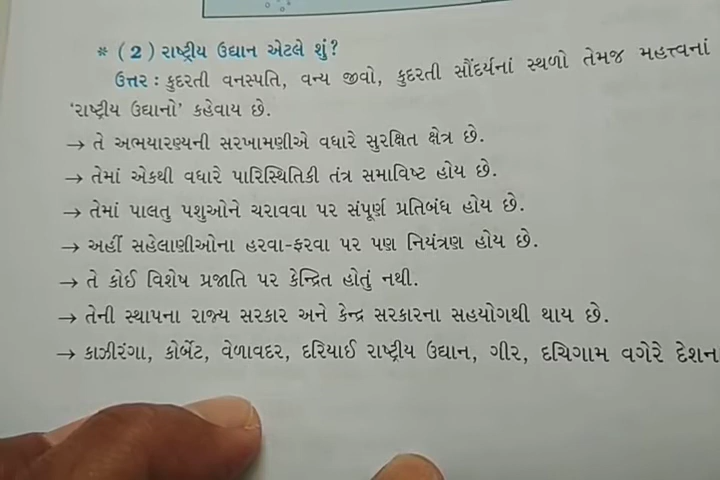 * (2) રાષ્ટ્રીય ઉદ્યાન એટલે શું?
ઉત્તર : કુદરતી વનસ્પતિ, વન્ય જીવો, કુદરતી સૌંદર્યનાં સ્થળો તેમજ મહત્ત્વનાં
'રાષ્ટ્રીય ઉદ્યાનો' કહેવાય છે.
→ તે અભયારણ્યની સરખામણીએ વધારે સુરક્ષિત ક્ષેત્ર છે.
→ તેમાં એકથી વધારે પારિસ્થિતિકી તંત્ર સમાવિષ્ટ હોય છે.
→ તેમાં પાલતુ પશુઓને ચરાવવા પર સંપૂર્ણ પ્રતિબંધ હોય છે.
→ અહીં સહેલાણીઓના હરવા-ફરવા પર પણ નિયંત્રણ હોય છે.
→ તે કોઈ વિશેષ પ્રજાતિ પર કેન્દ્રિત હોતું નથી.
→ તેની સ્થાપના રાજ્ય સરકાર અને કેન્દ્ર સરકારના સહયોગથી થાય છે.
→ કાઝીરંગા, કોર્બેટ, વેળાવદર, દરિયાઈ રાષ્ટ્રીય ઉદ્યાન, ગીર, દચિગામ વગેરે દેશન